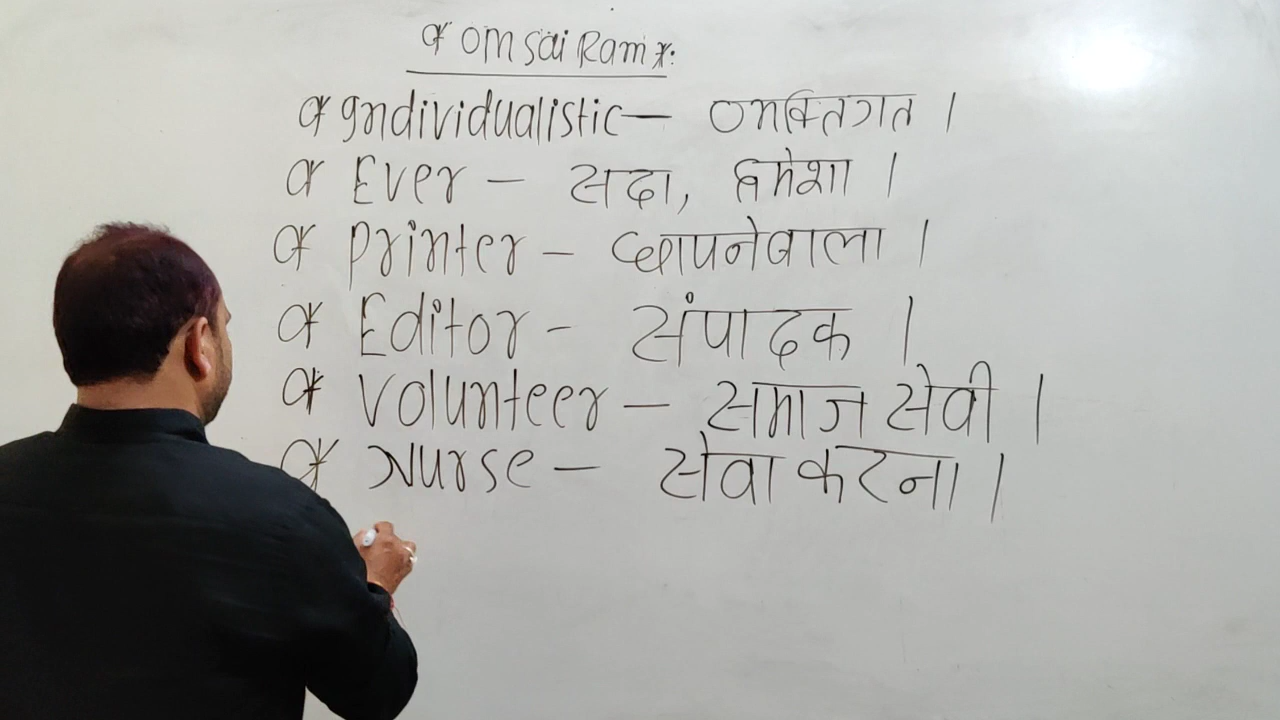 * Om Sai Ram *:
* Individualistic — व्यक्तिगत ।
* Ever — सदा, हमेशा ।
* Printer — छापनेवाला ।
* Editor - संपादक ।
* Volunteer — समाज सेवी ।
* Nurse — सेवा करना ।